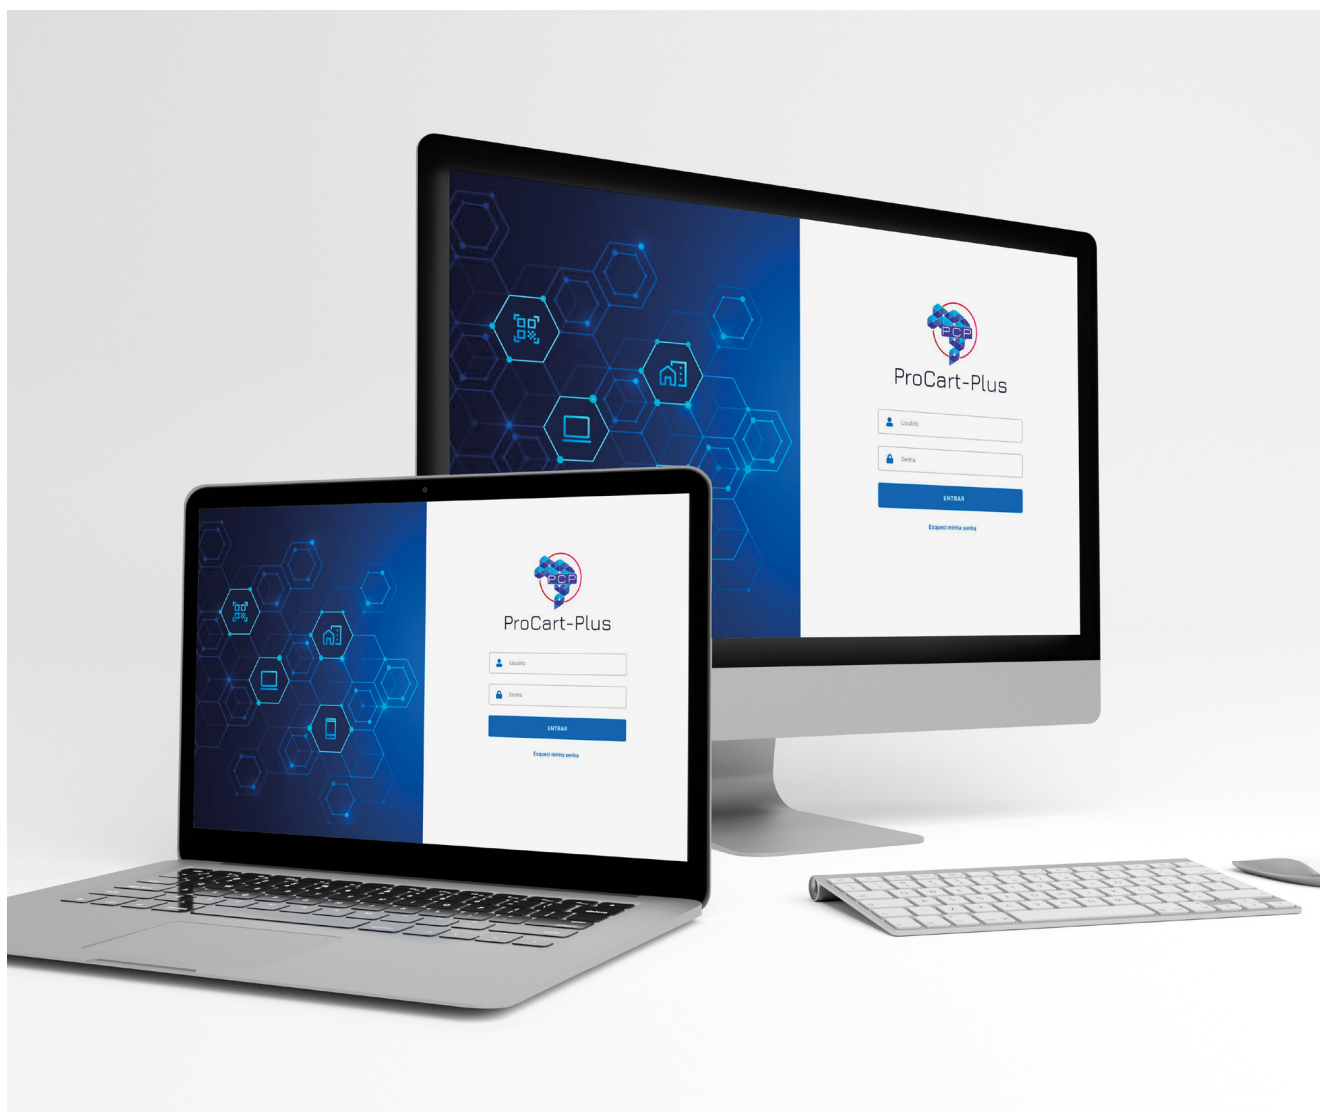 PCP
ProCart-Plus
Usuário
Senha
ENTRAR
Esqueci minha senha
PCP
ProCart-Plus
Usuário
Senha
ENTRAR
Esqueci minha senha